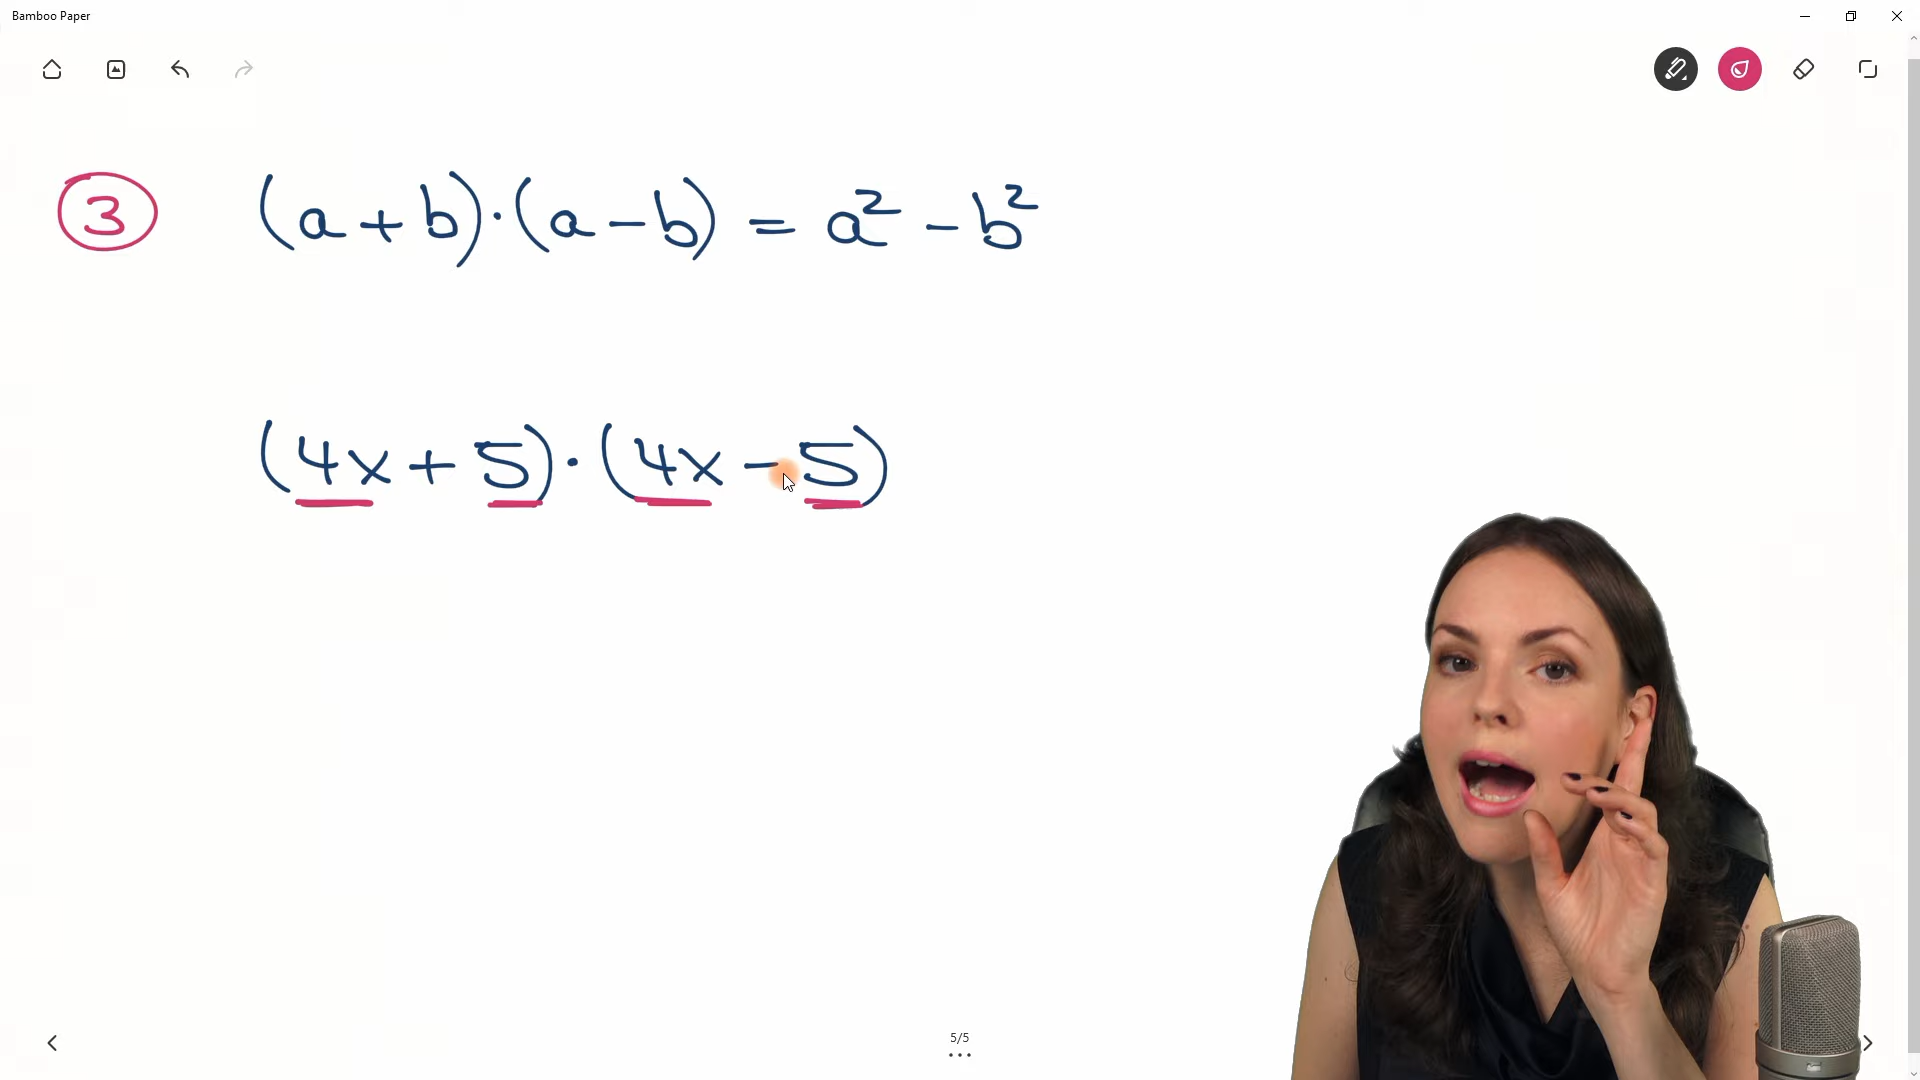 Bamboo Paper
3 (a + b) · (a − b) = a² − b²
(4x + 5) · (4x − 5)
5/5